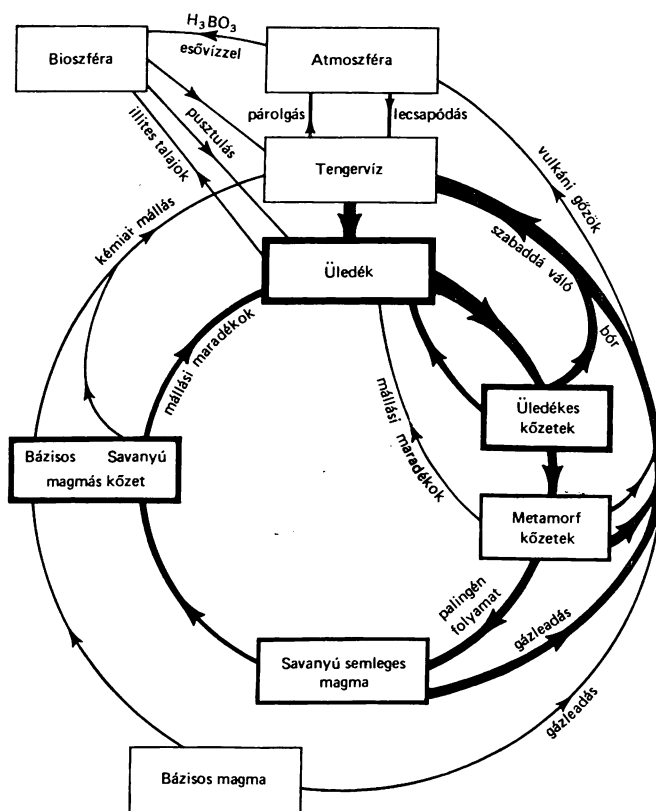 H₃BO₃
esővízzel
Bioszféra
Atmoszféra
párolgás
lecsapódás
pusztulás
illites talajok
Tengervíz
vulkáni gőzök
kémiai mállás
szabaddá váló
bór
Üledék
mállási maradékok
mállási maradékok
Üledékes
kőzetek
Bázisos Savanyú
magmás kőzet
Metamorf
kőzetek
palingén
folyamat
gázleadás
Savanyú semleges
magma
gázleadás
Bázisos magma